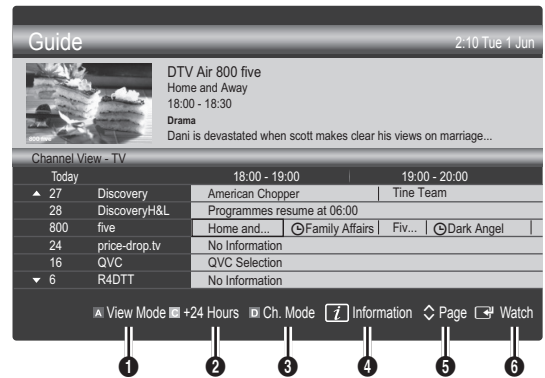 Guide
2:10 Tue 1 Jun
DTV Air 800 five
Home and Away
18:00 - 18:30
Drama
Dani is devastated when scott makes clear his views on marriage...
800 five
Channel View - TV
Today 18:00 - 19:00 19:00 - 20:00
▲ 27 Discovery American Chopper Tine Team
28 DiscoveryH&L Programmes resume at 06:00
800 five Home and... Family Affairs Fiv... Dark Angel
24 price-drop.tv No Information
16 QVC QVC Selection
▼ 6 R4DTT No Information
A View Mode C +24 Hours D Ch. Mode i Information Page Watch
1 2 3 4 5 6